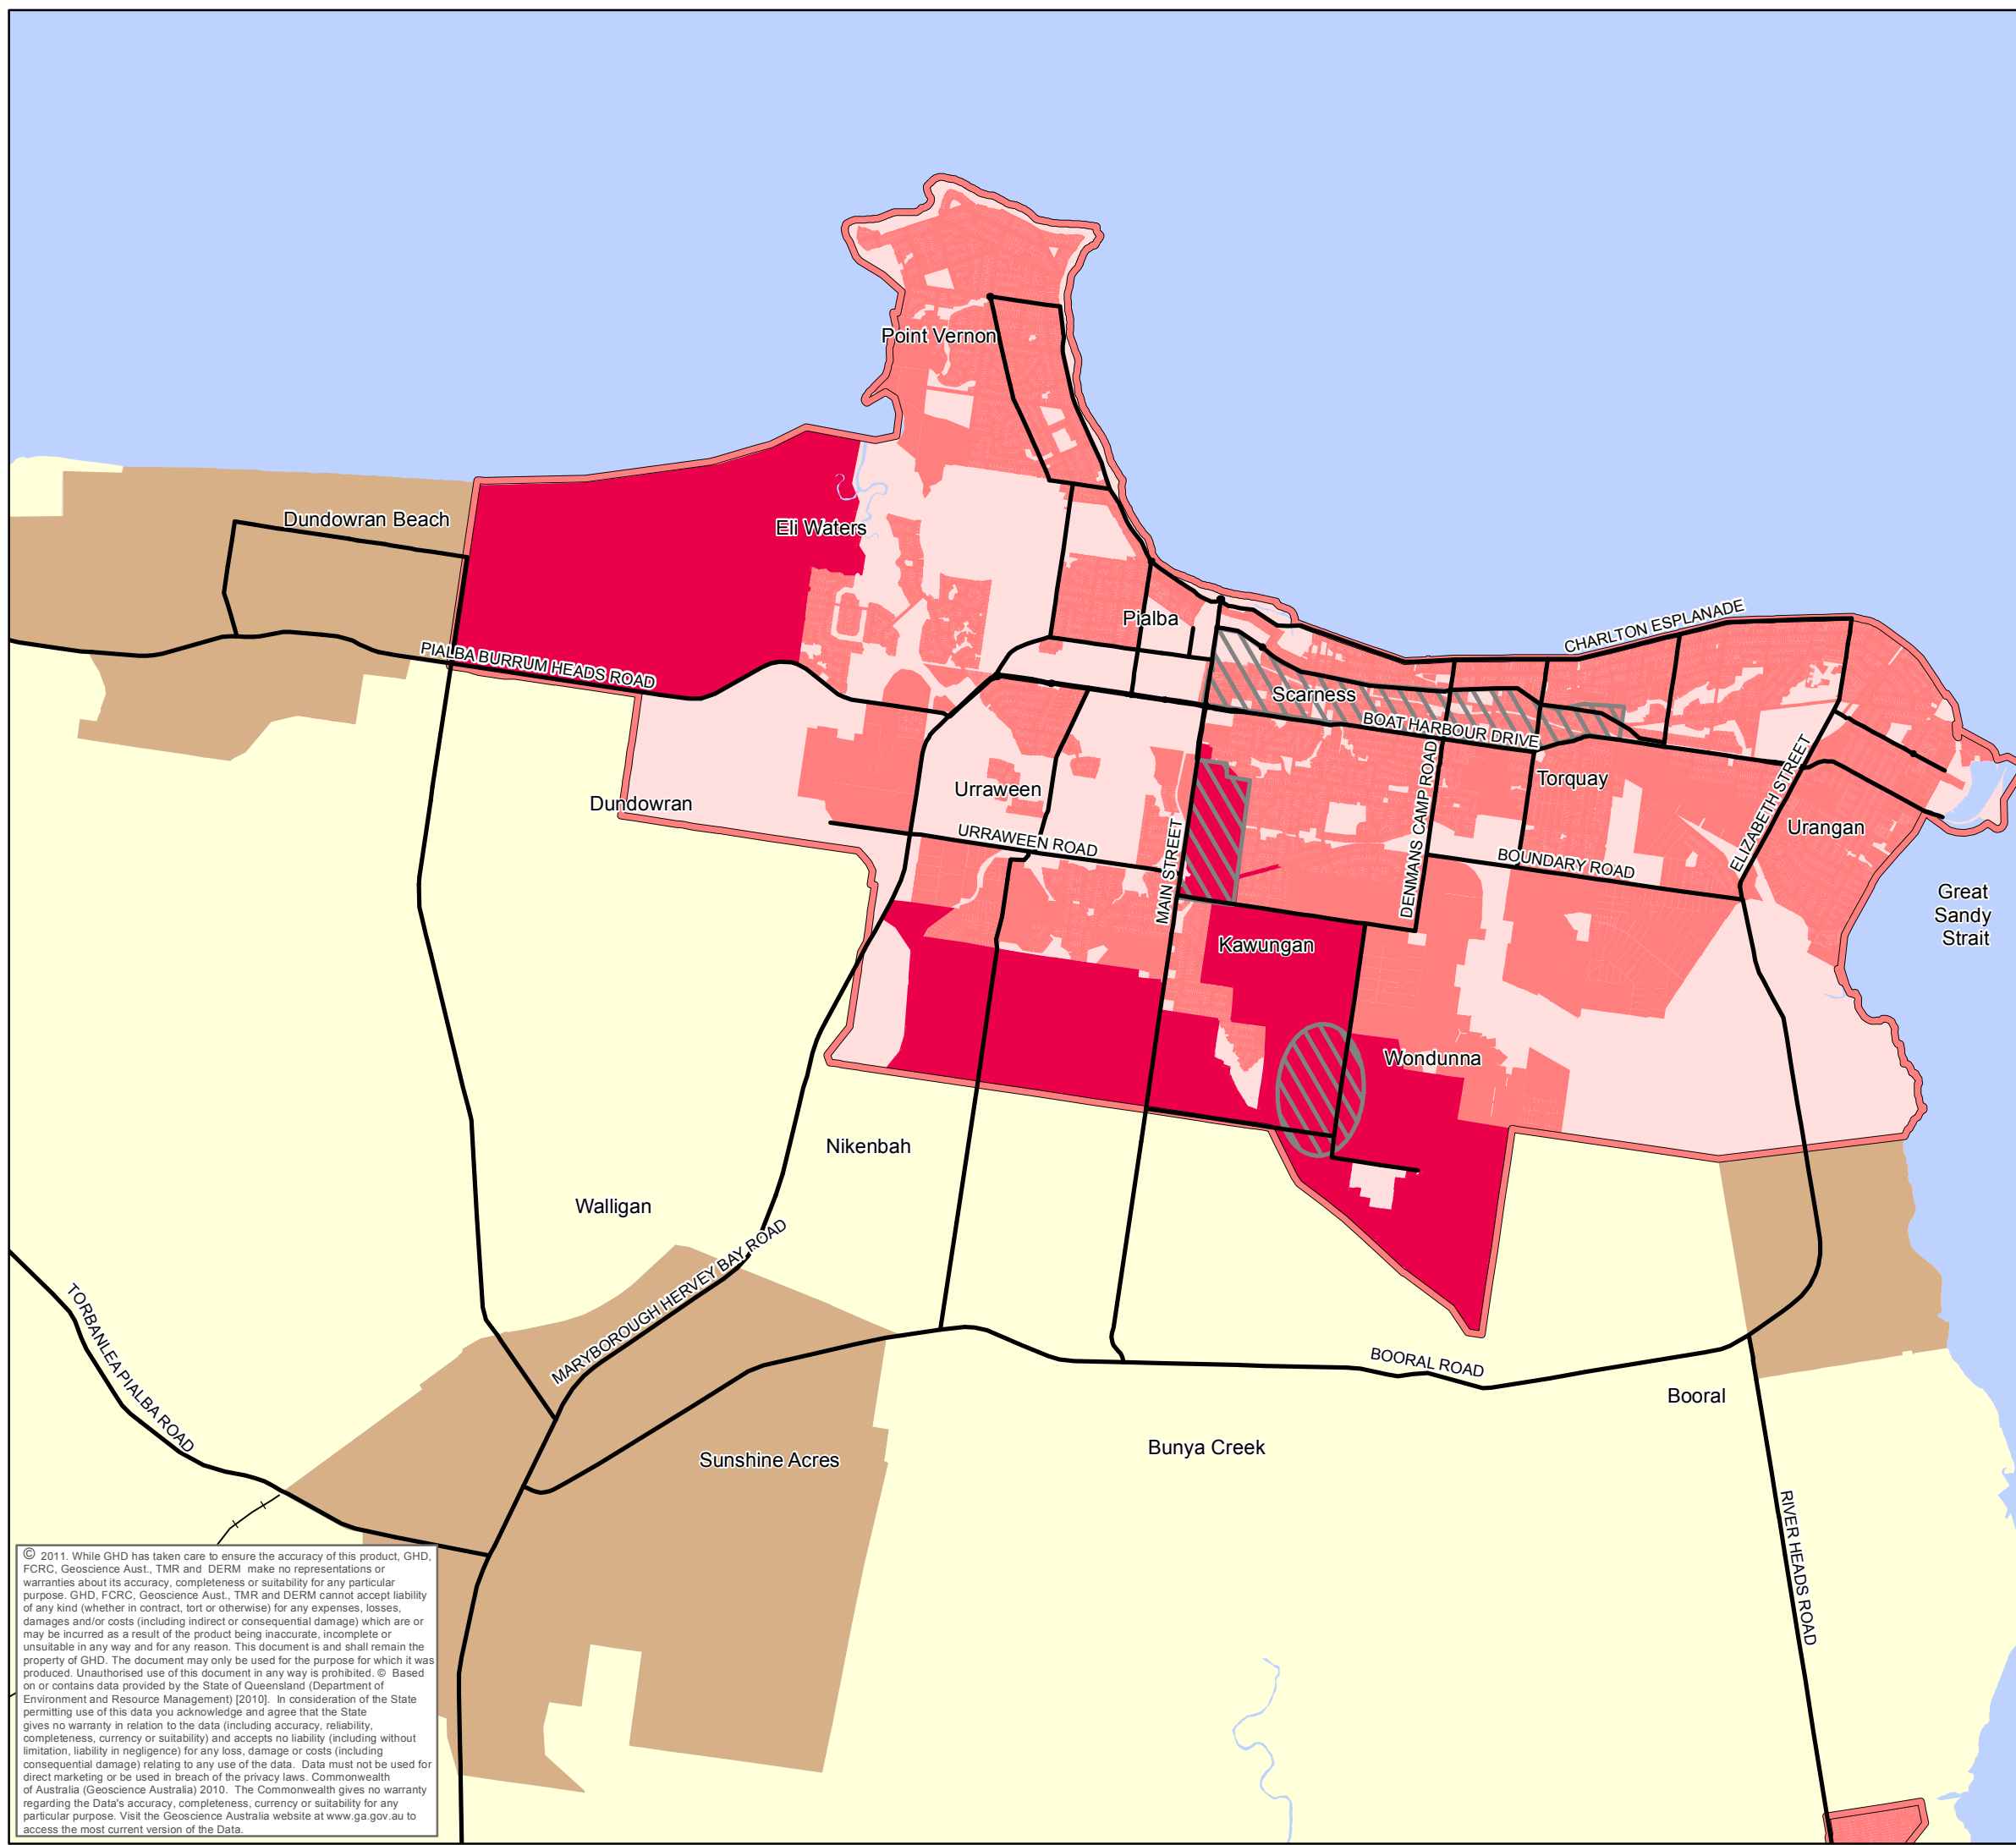 Point Vernon
Dundowran Beach
Eli Waters
Pialba
CHARLTON ESPLANADE
PIALBA BURRUM HEADS ROAD
Scarness
BOAT HARBOUR DRIVE
Torquay
Urraween
Dundowran
DENMANS CAMP ROAD
ELIZABETH STREET
Urangan
URRAWEEN ROAD
MAIN STREET
BOUNDARY ROAD
Great
Sandy
Strait
Kawungan
Wondunna
Nikenbah
Walligan
MARYBOROUGH HERVEY BAY ROAD
TORBANLEA PIALBA ROAD
BOORAL ROAD
Booral
Bunya Creek
Sunshine Acres
RIVER HEADS ROAD
© 2011. While GHD has taken care to ensure the accuracy of this product, GHD,
FCRC, Geoscience Aust., TMR and DERM make no representations or
warranties about its accuracy, completeness or suitability for any particular
purpose. GHD, FCRC, Geoscience Aust., TMR and DERM cannot accept liability
of any kind (whether in contract, tort or otherwise) for any expenses, losses,
damages and/or costs (including indirect or consequential damage) which are or
may be incurred as a result of the product being inaccurate, incomplete or
unsuitable in any way and for any reason. This document is and shall remain the
property of GHD. The document may only be used for the purpose for which it was
produced. Unauthorised use of this document in any way is prohibited. © Based
on or contains data provided by the State of Queensland (Department of
Environment and Resource Management) [2010]. In consideration of the State
permitting use of this data you acknowledge and agree that the State
gives no warranty in relation to the data (including accuracy, reliability,
completeness, currency or suitability) and accepts no liability (including without
limitation, liability in negligence) for any loss, damage or costs (including
consequential damage) relating to any use of the data. Data must not be used for
direct marketing or be used in breach of the privacy laws. Commonwealth
of Australia (Geoscience Australia) 2010. The Commonwealth gives no warranty
regarding the Data's accuracy, completeness, currency or suitability for any
particular purpose. Visit the Geoscience Australia website at www.ga.gov.au to
access the most current version of the Data.